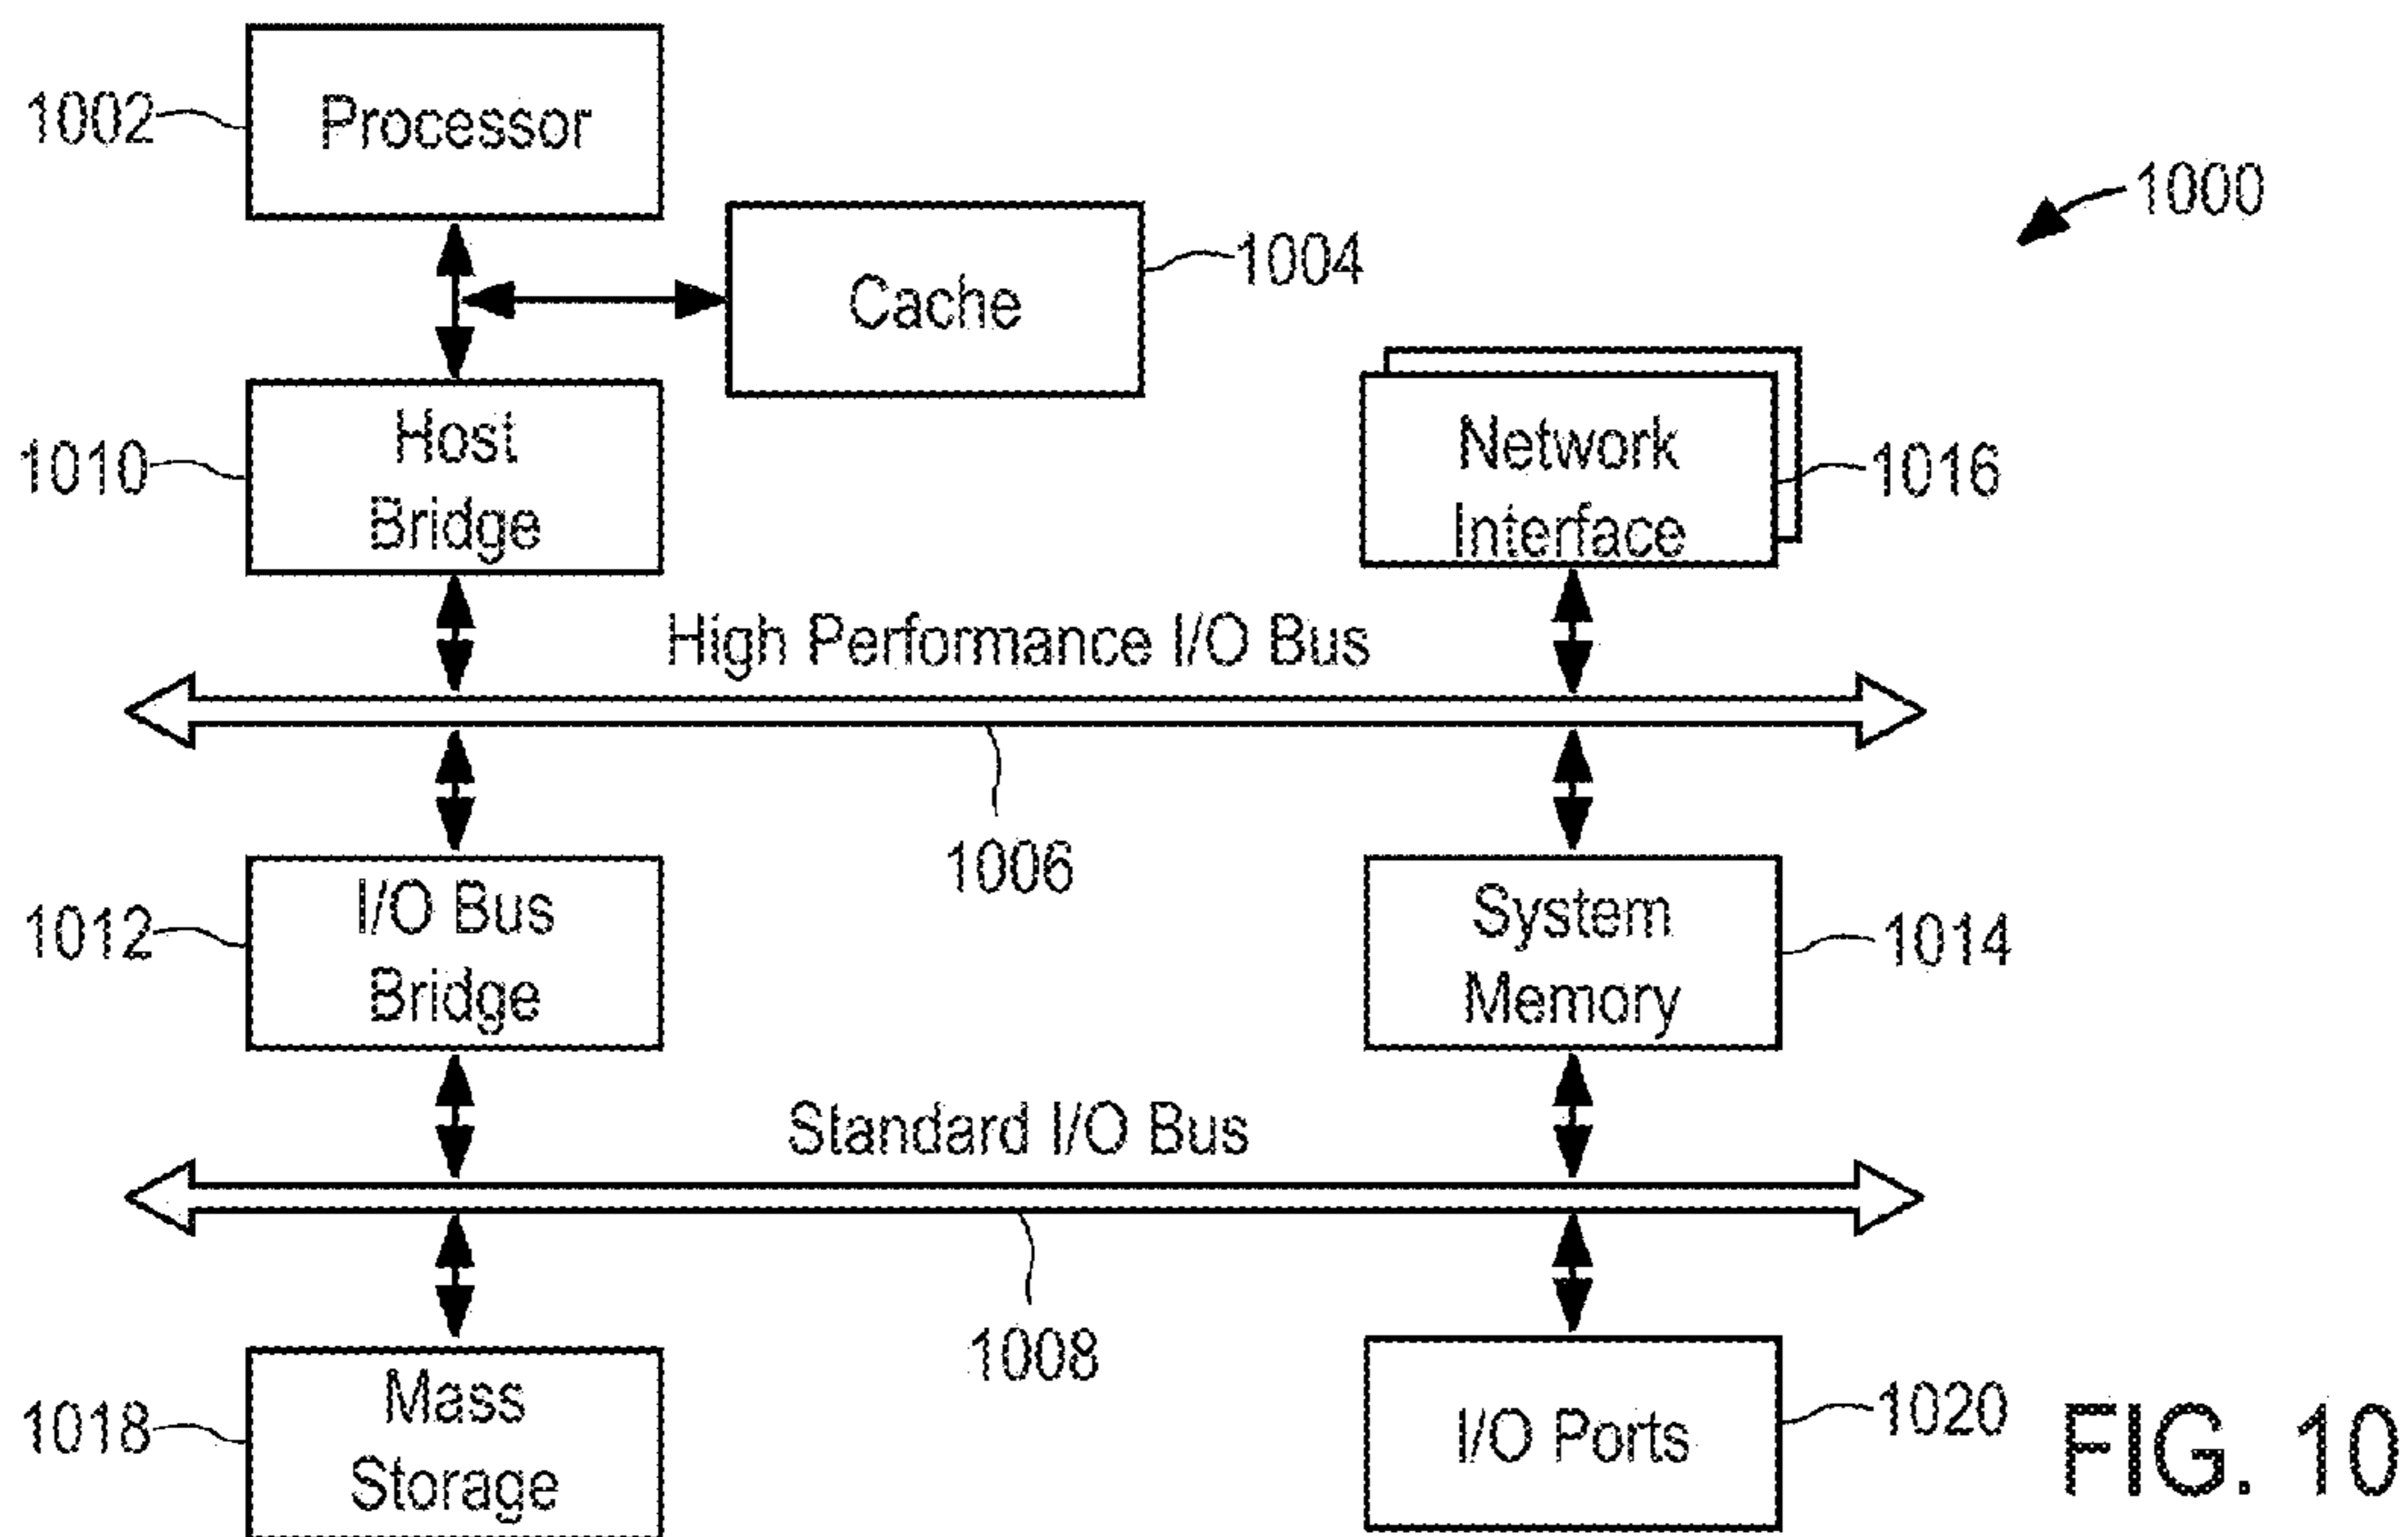 1002
Processor
1000
1004
Cache
1010
Host
Bridge
Network
Interface
1016
High Performance I/O Bus
1006
1012
I/O Bus
Bridge
System
Memory
1014
Standard I/O Bus
1008
1018
Mass
Storage
I/O Ports
1020
FIG. 10